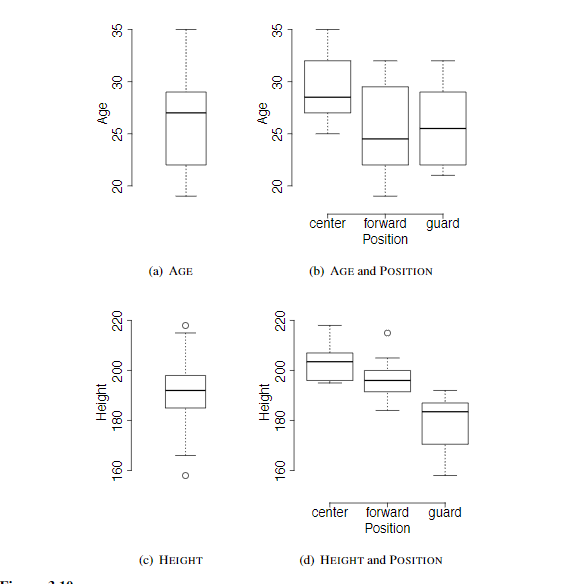 35
30
25
20
Age
35
30
25
20
Age
center forward guard
Position
(a) AGE
(b) AGE and POSITION
220
200
180
160
Height
220
200
180
160
Height
center forward guard
Position
(c) HEIGHT
(d) HEIGHT and POSITION